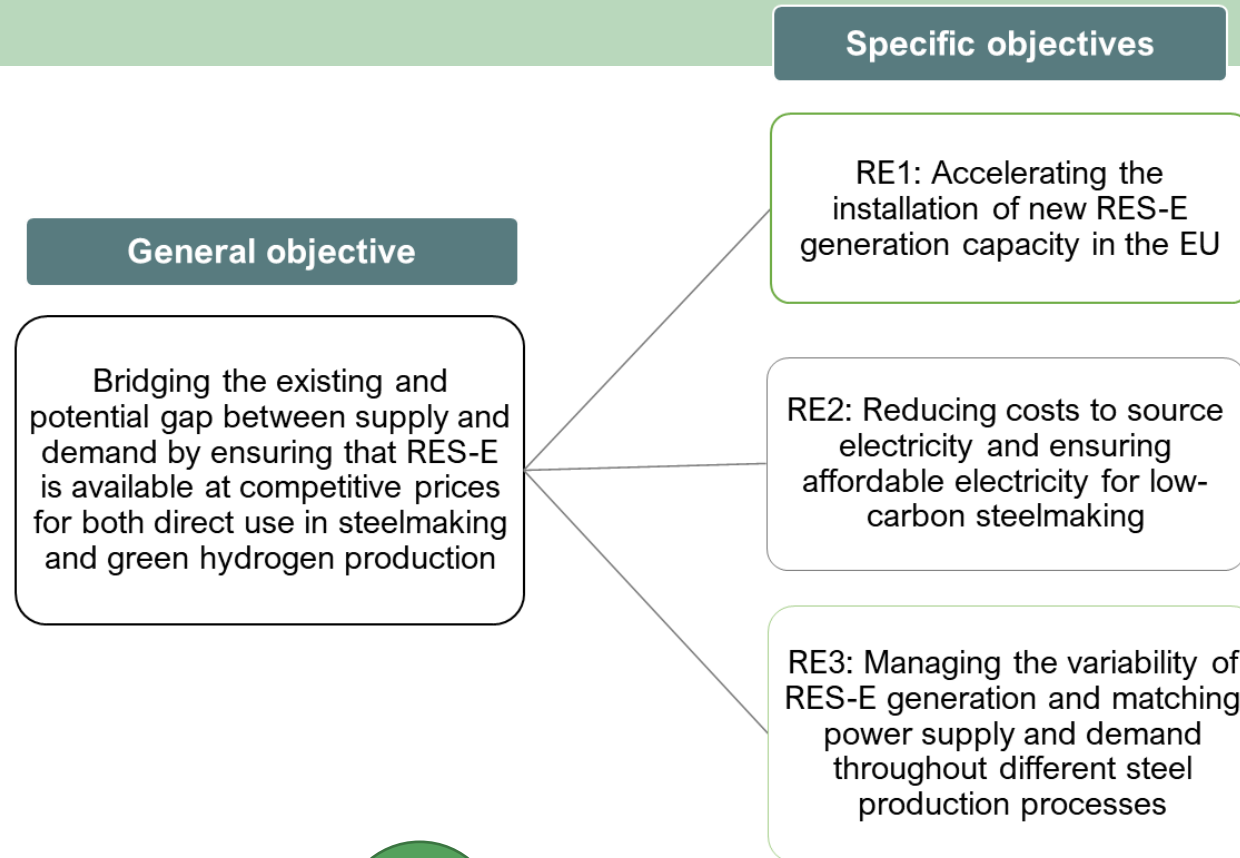 Specific objectives
General objective
Bridging the existing and
potential gap between supply and
demand by ensuring that RES-E
is available at competitive prices
for both direct use in steelmaking
and green hydrogen production
RE1: Accelerating the
installation of new RES-E
generation capacity in the EU
RE2: Reducing costs to source
electricity and ensuring
affordable electricity for low-
carbon steelmaking
RE3: Managing the variability of
RES-E generation and matching
power supply and demand
throughout different steel
production processes